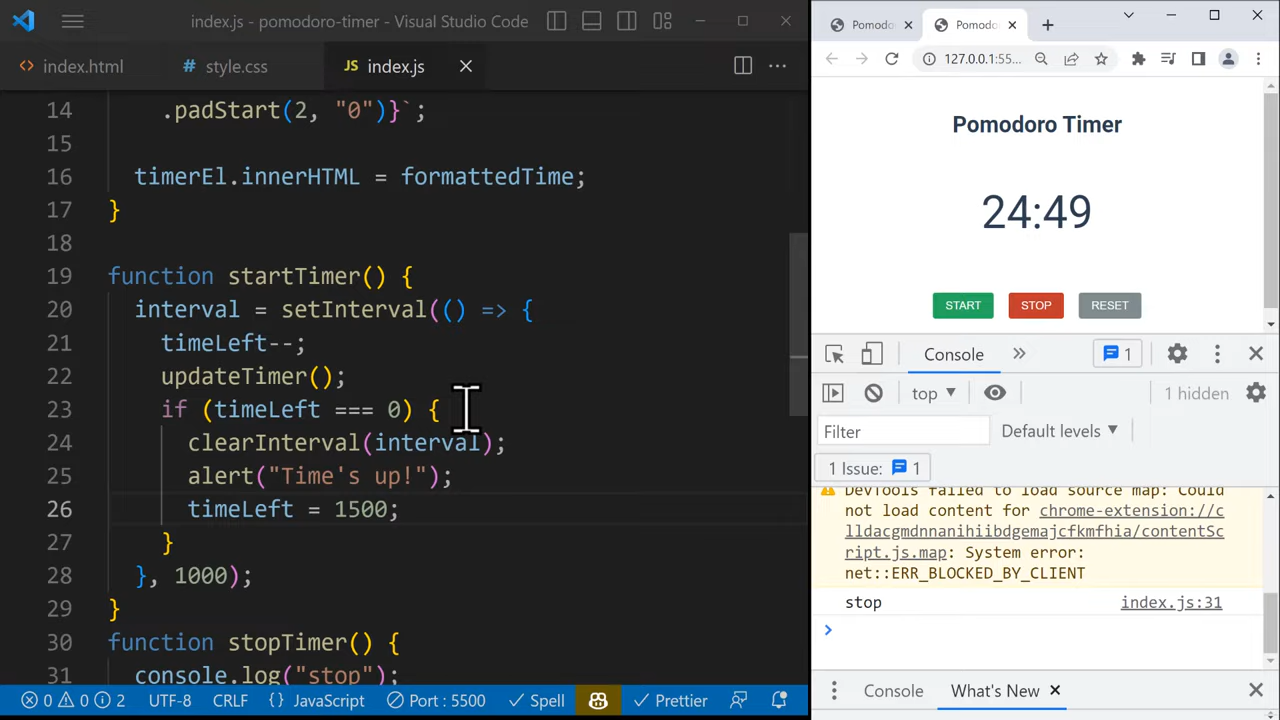 index.js - pomodoro-timer - Visual Studio Code
index.html
style.css
JS index.js
14 .padStart(2, "0")}`;
15
16 timerEl.innerHTML = formattedTime;
17 }
18
19 function startTimer() {
20 interval = setInterval(() => {
21 timeLeft--;
22 updateTimer();
23 if (timeLeft === 0) {
24 clearInterval(interval);
25 alert("Time's up!");
26 timeLeft = 1500;
27 }
28 }, 1000);
29 }
30 function stopTimer() {
31 console.log("stop");
0 0 2 UTF-8 CRLF {} JavaScript Port : 5500 Spell Prettier
Pomodo
Pomodo
127.0.0.1:55...
Pomodoro Timer
24:49
START STOP RESET
Console 1
top 1 hidden
Filter Default levels
1 Issue: 1
DevTools failed to load source map: Could
not load content for chrome-extension://c
lldacgmdnnanihiibdgemajcfkmfhia/contentSc
ript.js.map: System error:
net::ERR_BLOCKED_BY_CLIENT
stop index.js:31
Console What's New